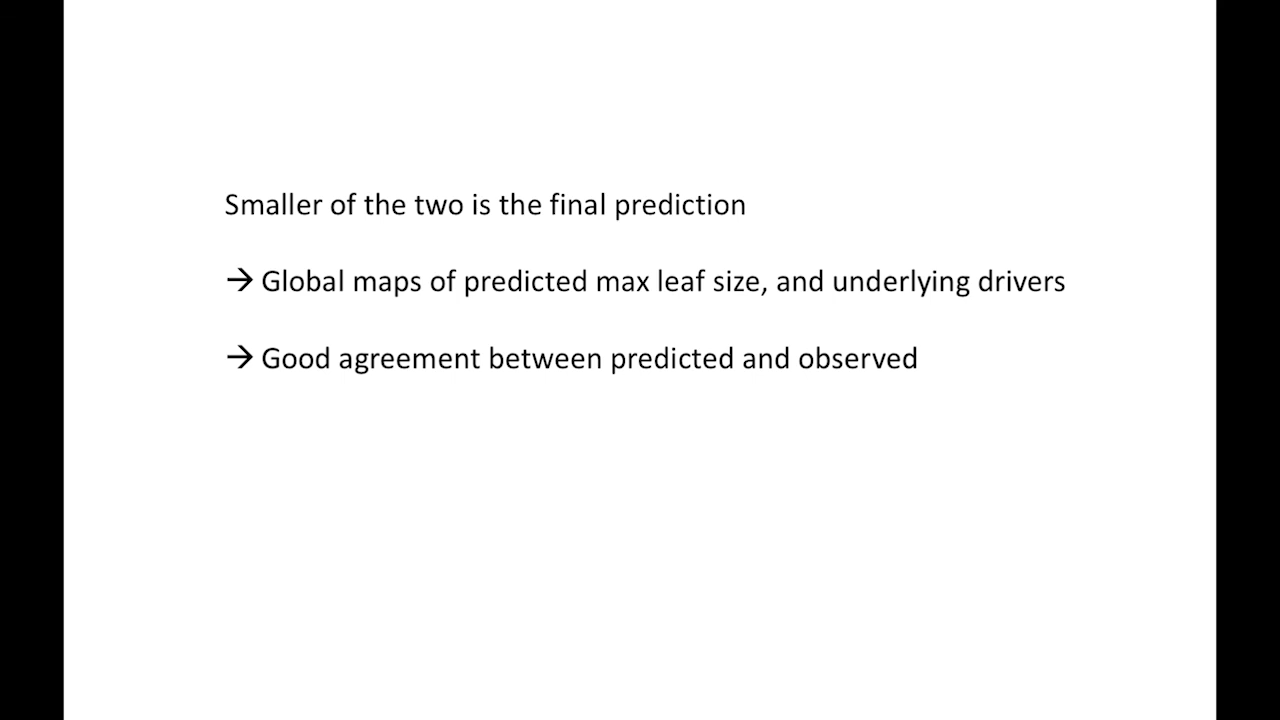 Smaller of the two is the final prediction
→ Global maps of predicted max leaf size, and underlying drivers
→ Good agreement between predicted and observed